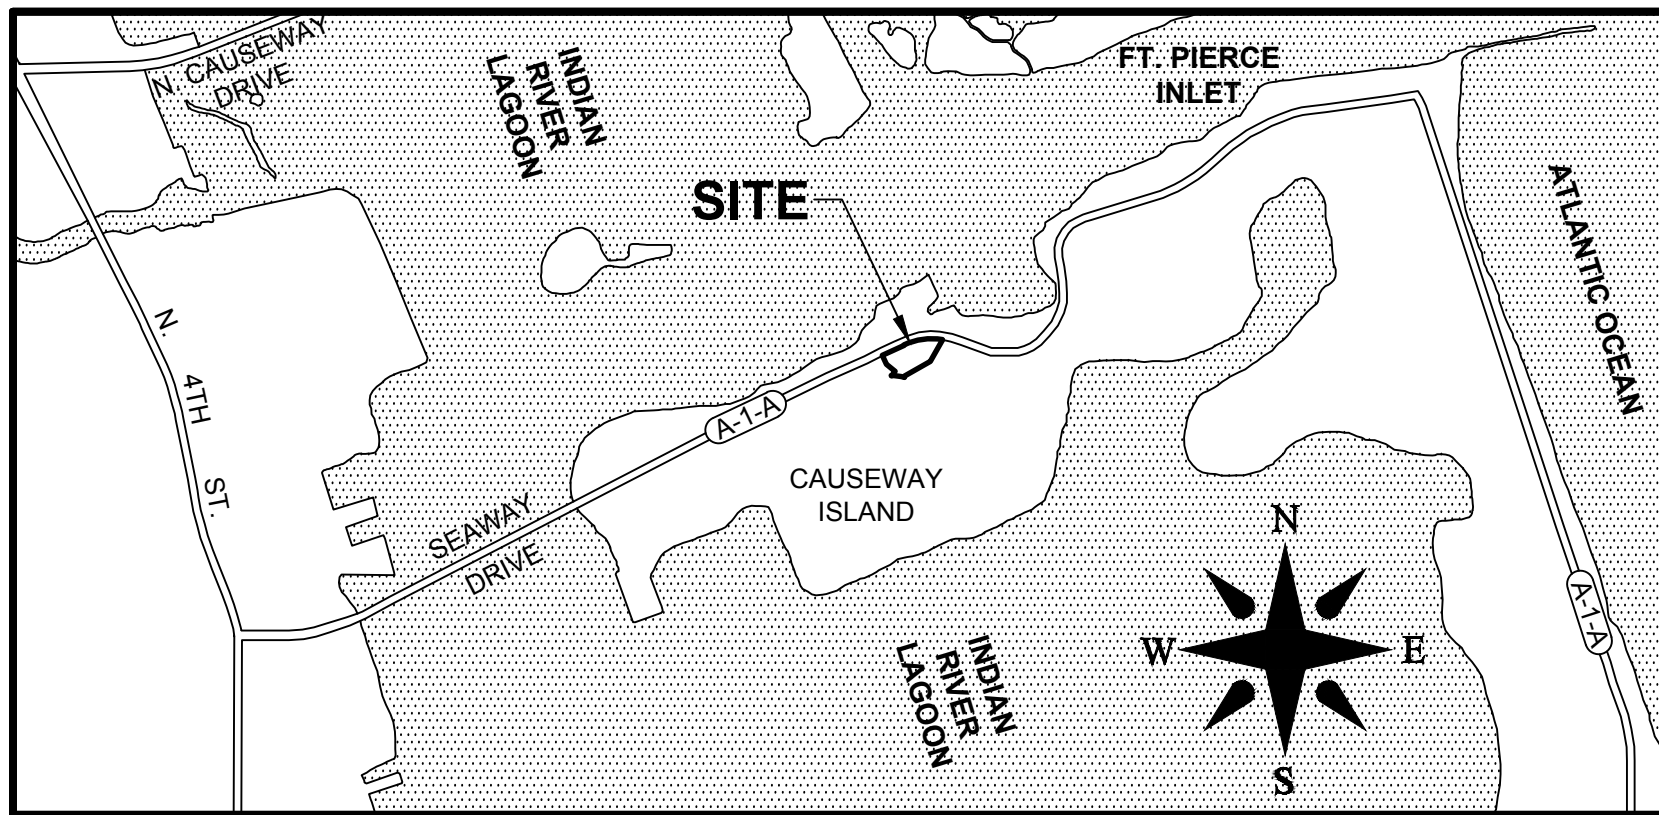 N. CAUSEWAY
DRIVE
INDIAN
RIVER
LAGOON
FT. PIERCE
INLET
SITE
ATLANTIC OCEAN
N.
4TH
ST.
A-1-A
SEAWAY
DRIVE
CAUSEWAY
ISLAND
INDIAN
RIVER
LAGOON
A-1-A
N
W
E
S